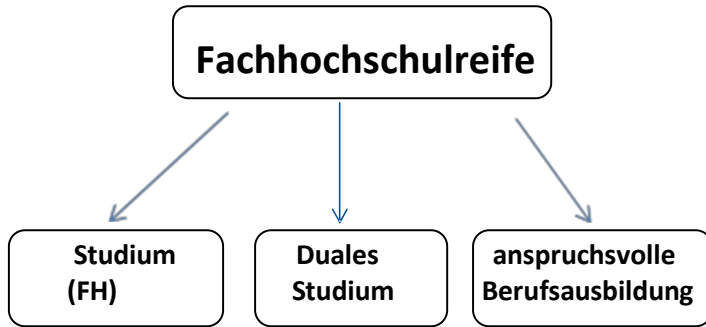 Fachhochschulreife
Studium
(FH)
Duales
Studium
anspruchsvolle
Berufsausbildung